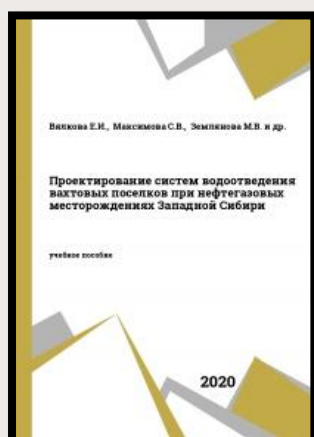 Вялкова Е.И., Максимова С.В., Землянова М.В. и др.
Проектирование систем водоотведения
вахтовых поселков при нефтегазовых
месторождениях Западной Сибири
учебное пособие
2020